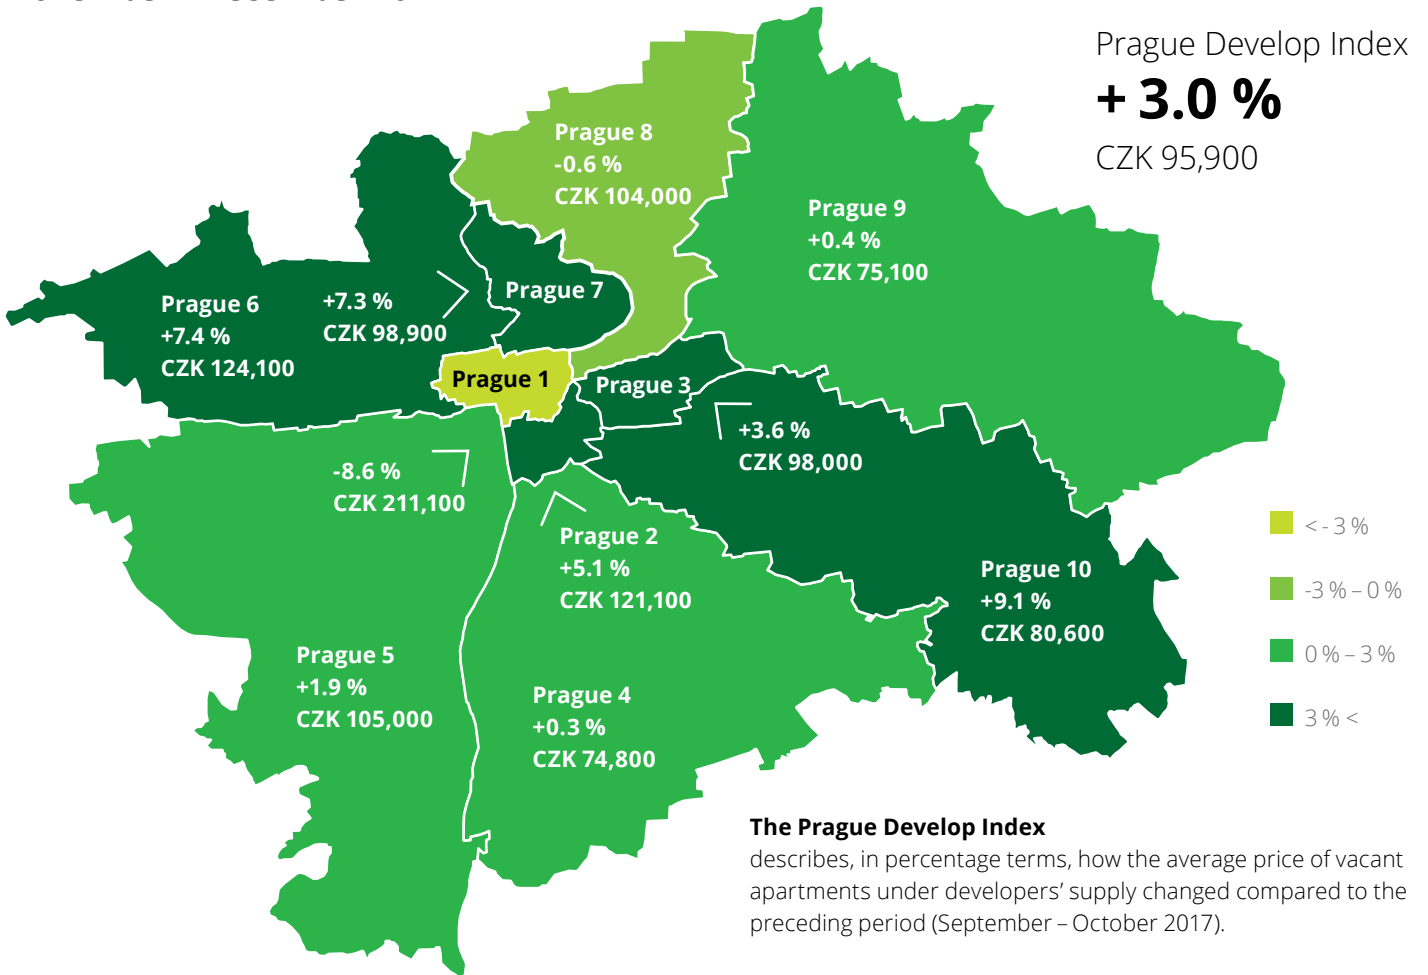 Prague Develop Index
+ 3.0 %
CZK 95,900
Prague 8
-0.6 %
CZK 104,000
Prague 9
+0.4 %
CZK 75,100
Prague 7
+7.3 %
CZK 98,900
Prague 6
+7.4 %
CZK 124,100
Prague 1
-8.6 %
CZK 211,100
Prague 3
+3.6 %
CZK 98,000
Prague 2
+5.1 %
CZK 121,100
Prague 10
+9.1 %
CZK 80,600
Prague 5
+1.9 %
CZK 105,000
Prague 4
+0.3 %
CZK 74,800
< - 3 %
-3 % – 0 %
0 % – 3 %
3 % <
The Prague Develop Index
describes, in percentage terms, how the average price of vacant
apartments under developers’ supply changed compared to the
preceding period (September – October 2017).